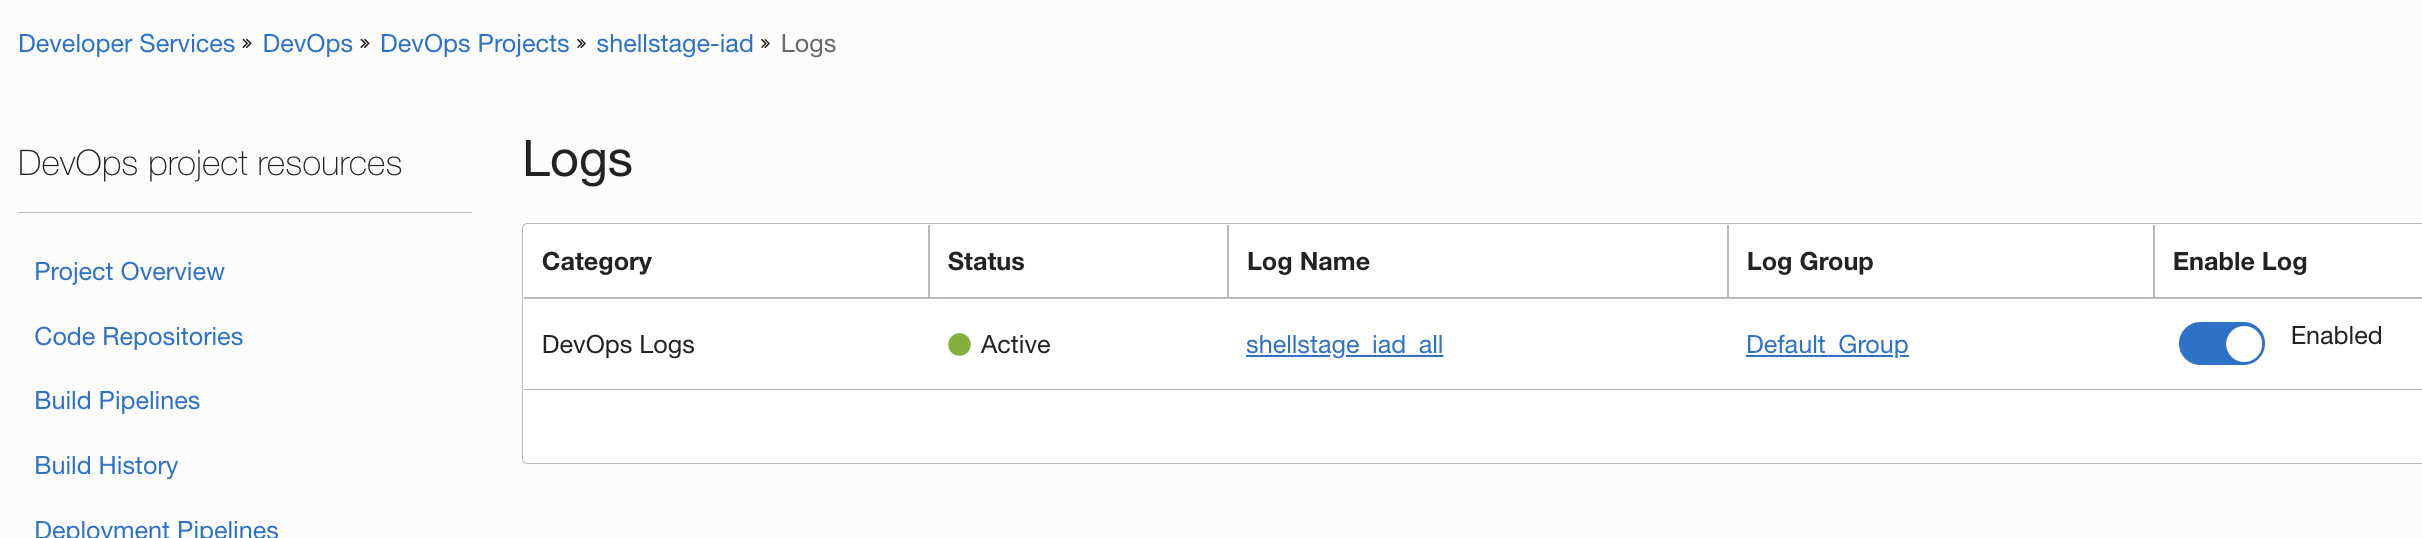 Developer Services » DevOps » DevOps Projects » shellstage-iad » Logs
DevOps project resources
Project Overview
Code Repositories
Build Pipelines
Build History
Deployment Pipelines
Logs
Category Status Log Name Log Group Enable Log
DevOps Logs Active shellstage_iad_all Default_Group Enabled